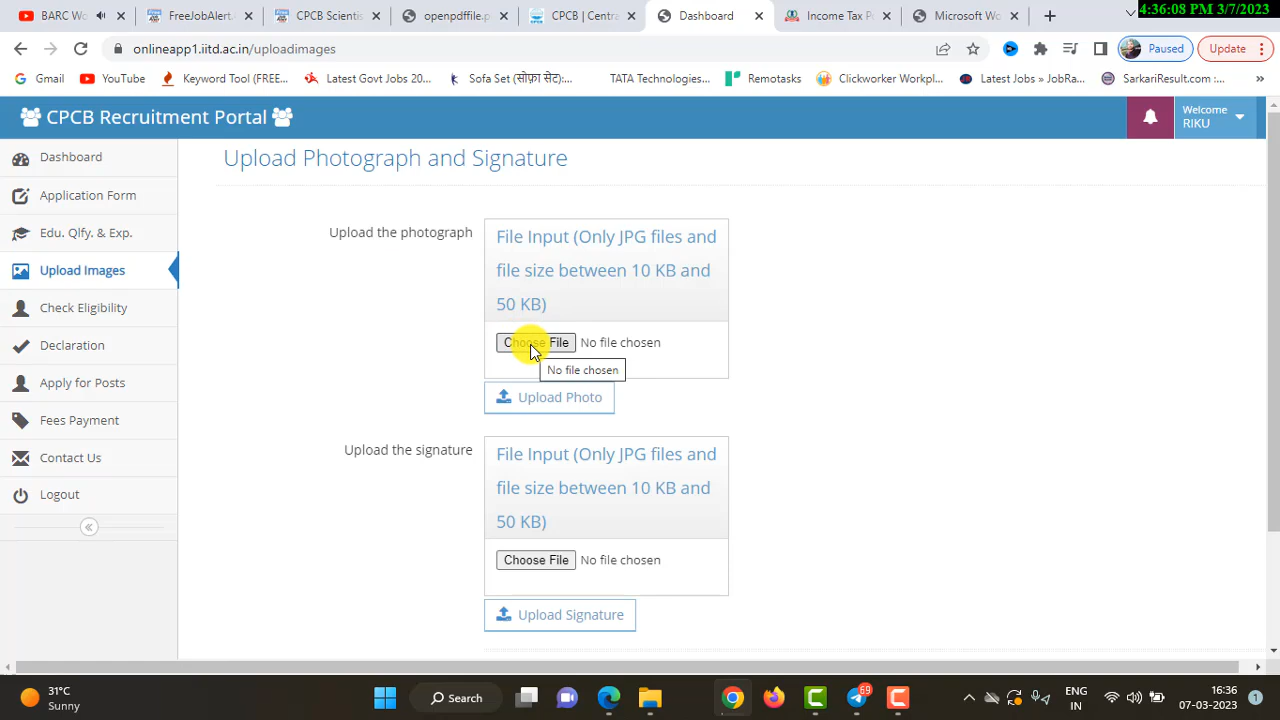 4:36:08 PM 3/7/2023
BARC Wo
FreeJobAlert.
CPCB Scientis
openpdffile.p
CPCB | Centra
Dashboard
Income Tax F
Microsoft Wo
onlineapp1.iitd.ac.in/uploadimages
Paused
Update
Gmail
YouTube
Keyword Tool (FREE...
Latest Govt Jobs 20...
Sofa Set (सोफ़ा सेट):...
TATA Technologies...
Remotasks
Clickworker Workpl...
Latest Jobs » JobRa...
SarkariResult.com :...
CPCB Recruitment Portal
Welcome
RIKU
Dashboard
Application Form
Edu. Qlfy. & Exp.
Upload Images
Check Eligibility
Declaration
Apply for Posts
Fees Payment
Contact Us
Logout
Upload Photograph and Signature
Upload the photograph
File Input (Only JPG files and
file size between 10 KB and
50 KB)
Choose File No file chosen
No file chosen
Upload Photo
Upload the signature
File Input (Only JPG files and
file size between 10 KB and
50 KB)
Choose File No file chosen
Upload Signature
31°C
Sunny
Search
69
ENG
IN
16:36
07-03-2023
1